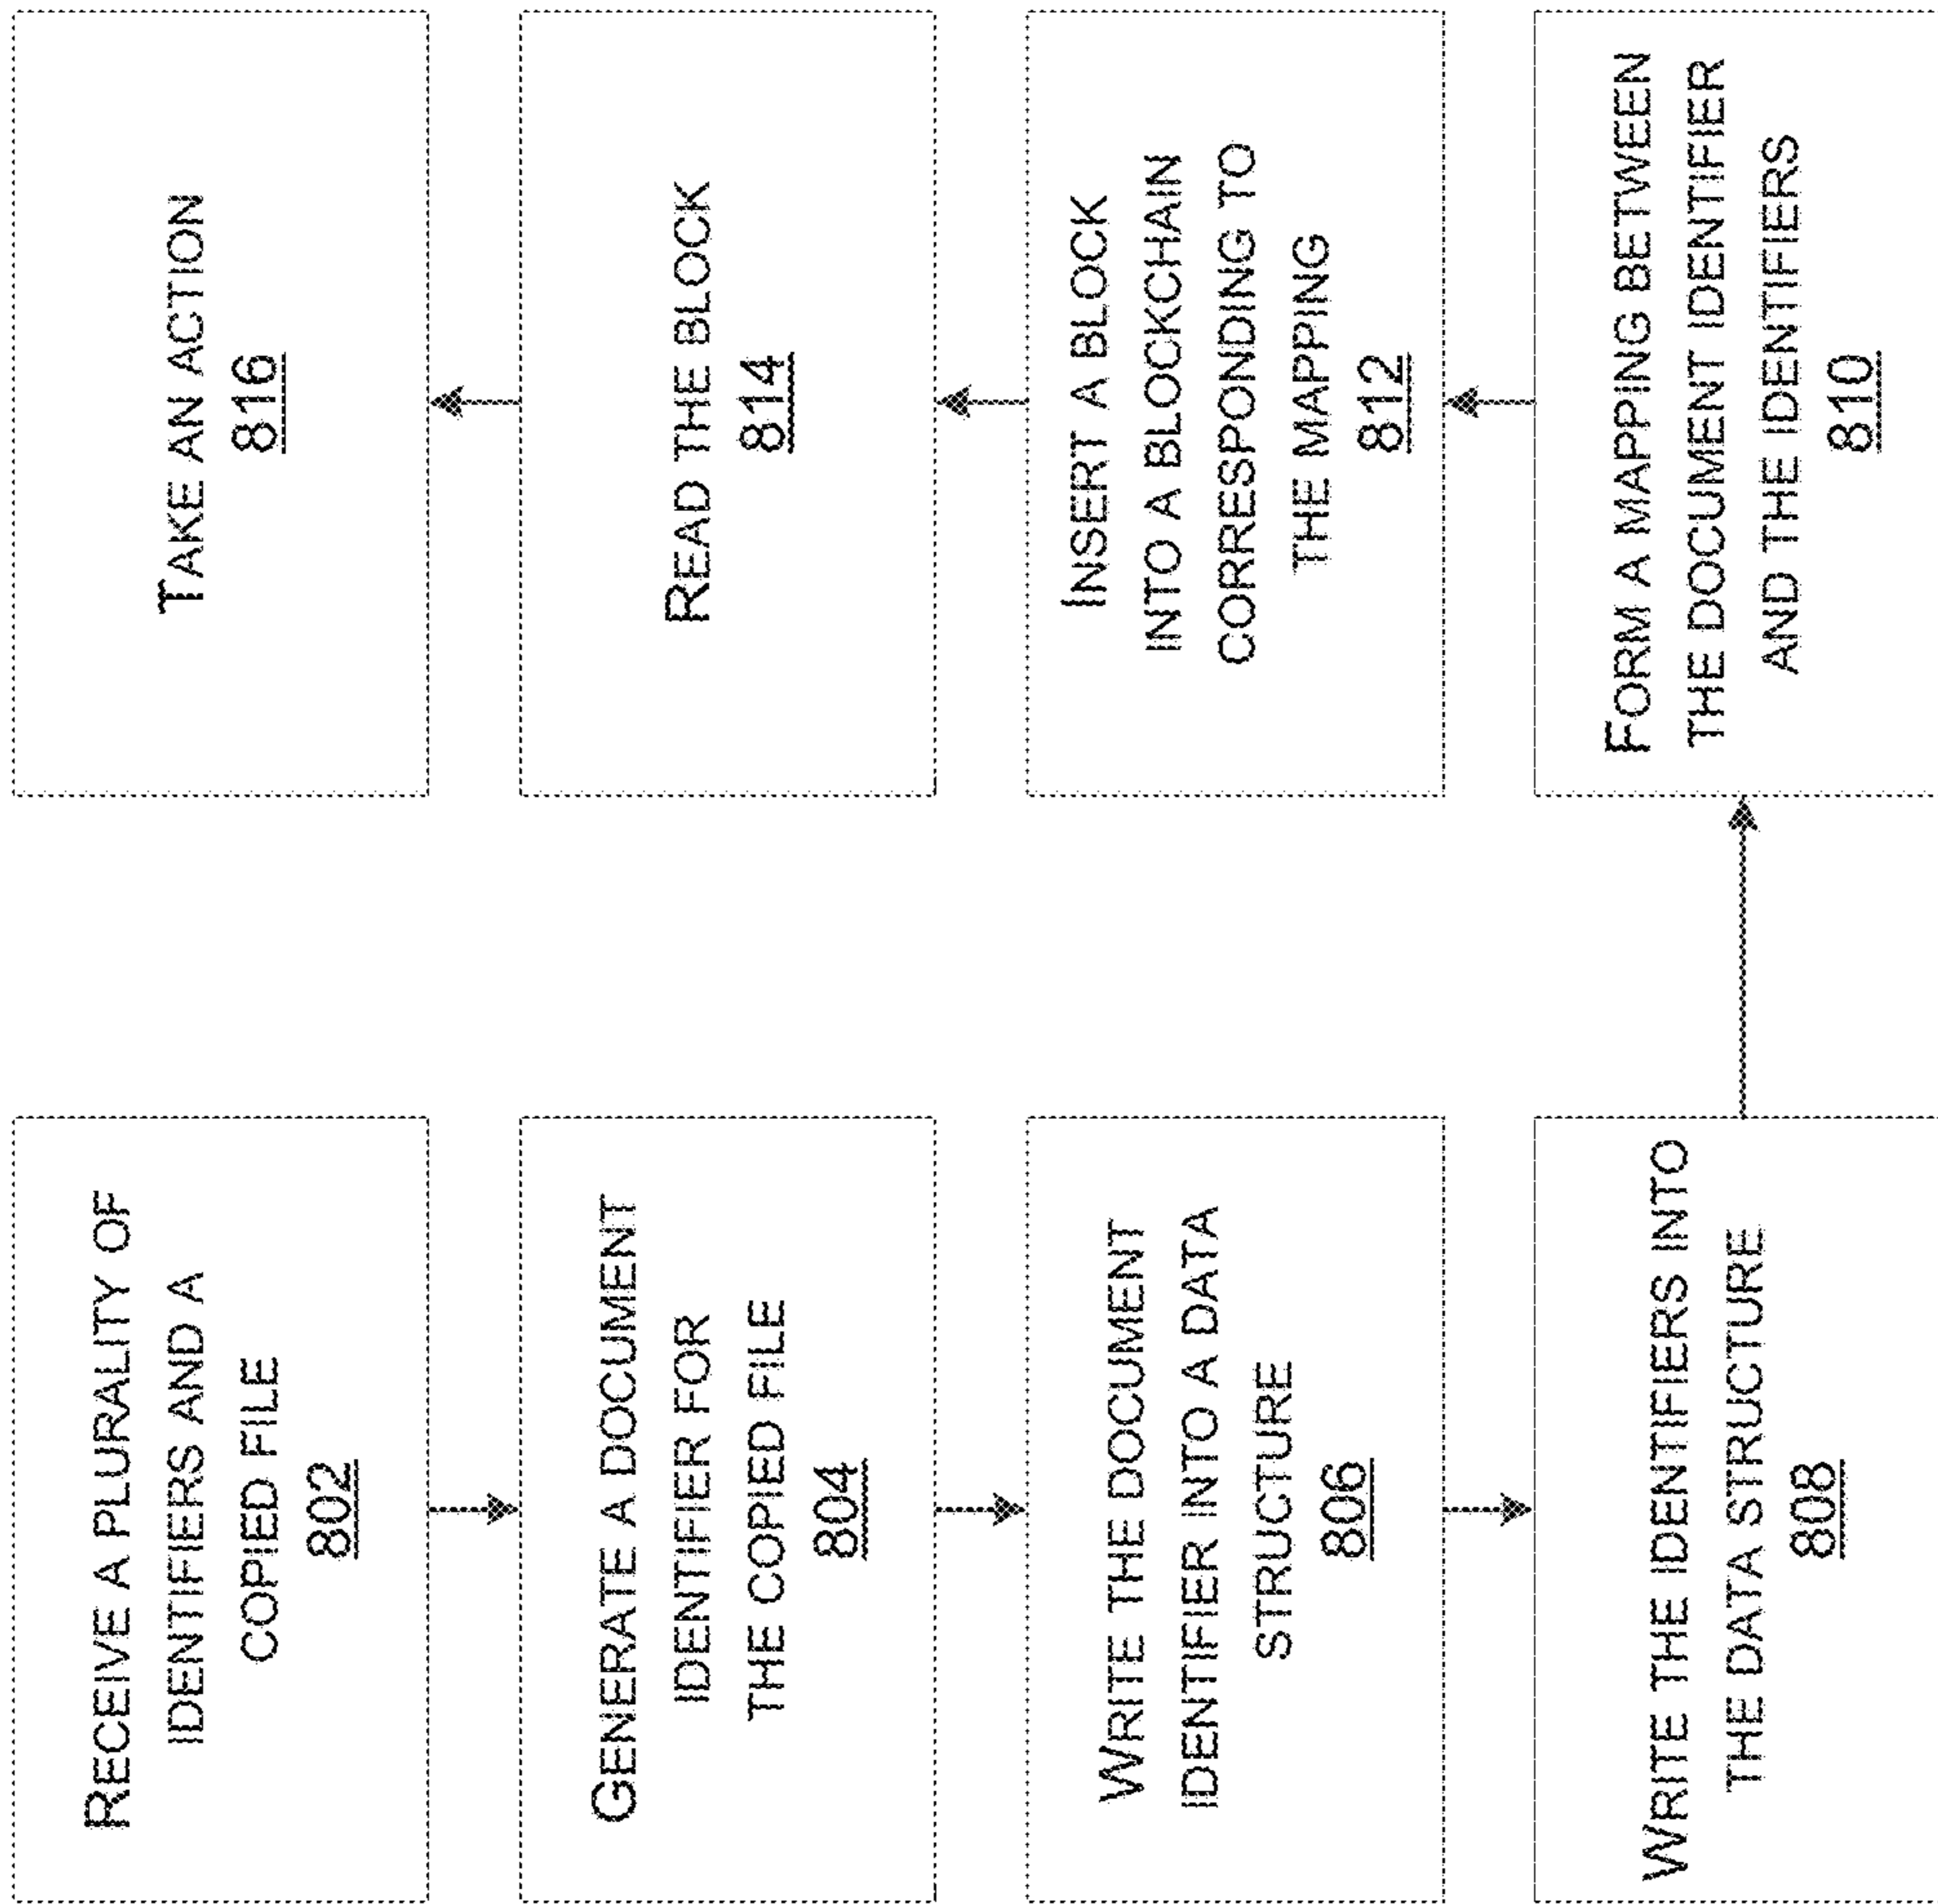 RECEIVE A PLURALITY OF
IDENTIFIERS AND A
COPIED FILE
802
GENERATE A DOCUMENT
IDENTIFIER FOR
THE COPIED FILE
804
WRITE THE DOCUMENT
IDENTIFIER INTO A DATA
STRUCTURE
806
WRITE THE IDENTIFIERS INTO
THE DATA STRUCTURE
808
FORM A MAPPING BETWEEN
THE DOCUMENT IDENTIFIER
AND THE IDENTIFIERS
810
INSERT A BLOCK
INTO A BLOCKCHAIN
CORRESPONDING TO
THE MAPPING
812
READ THE BLOCK
814
TAKE AN ACTION
816